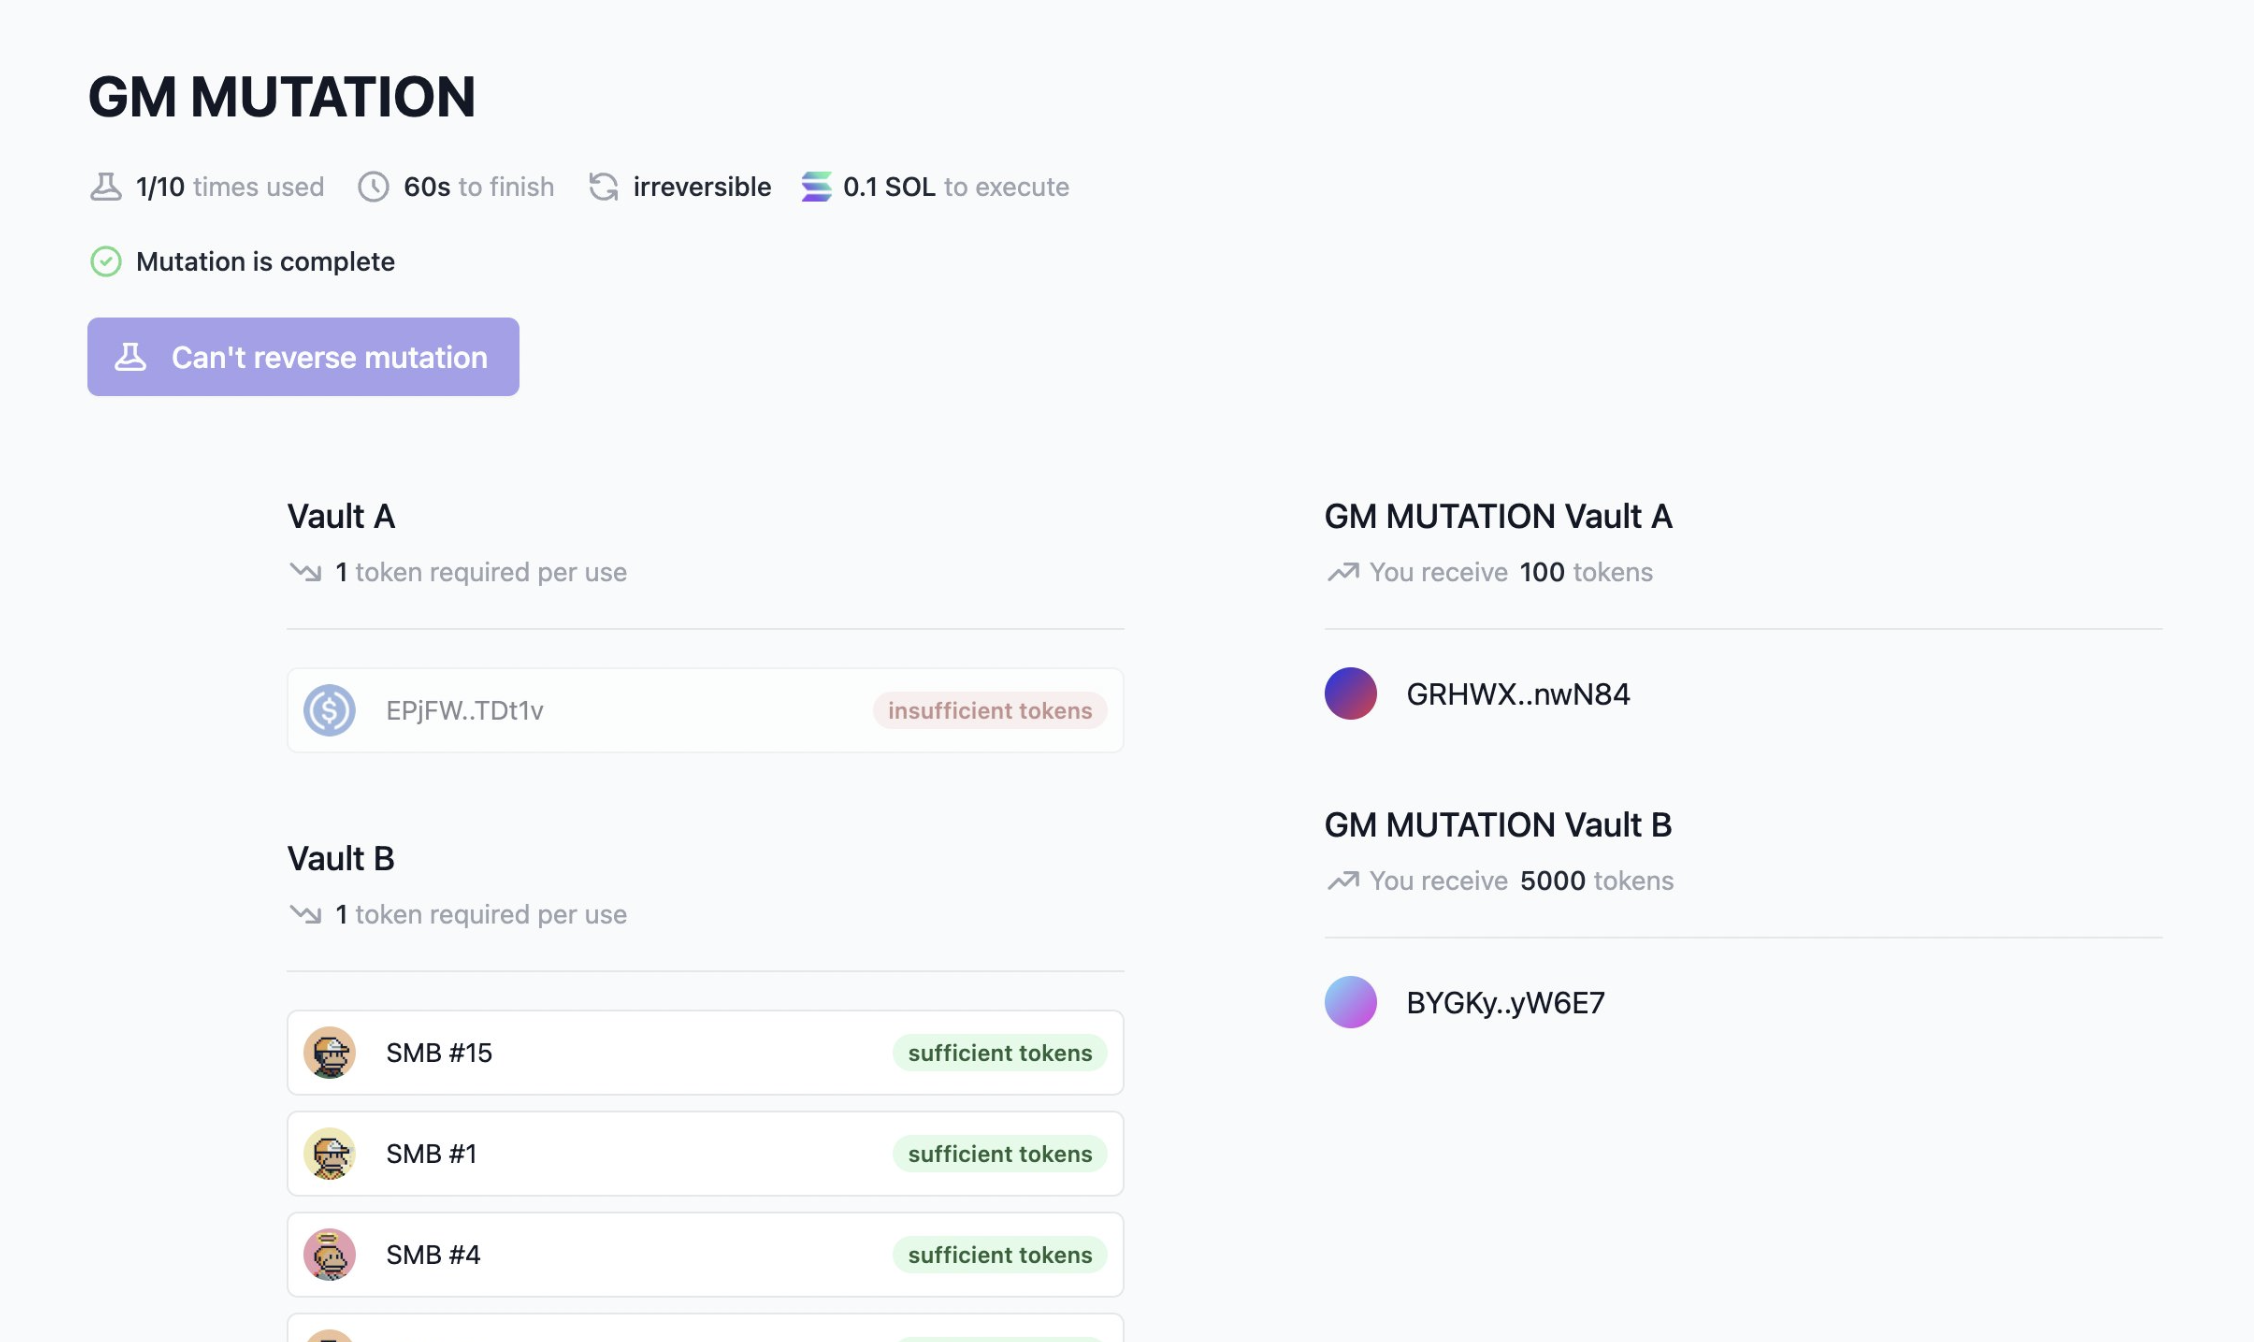 GM MUTATION
1/10 times used 60s to finish irreversible 0.1 SOL to execute
Mutation is complete
Can't reverse mutation
Vault A
1 token required per use
EPjFW..TDt1v insufficient tokens
Vault B
1 token required per use
SMB #15 sufficient tokens
SMB #1 sufficient tokens
SMB #4 sufficient tokens
GM MUTATION Vault A
You receive 100 tokens
GRHWX..nwN84
GM MUTATION Vault B
You receive 5000 tokens
BYGKy..yW6E7